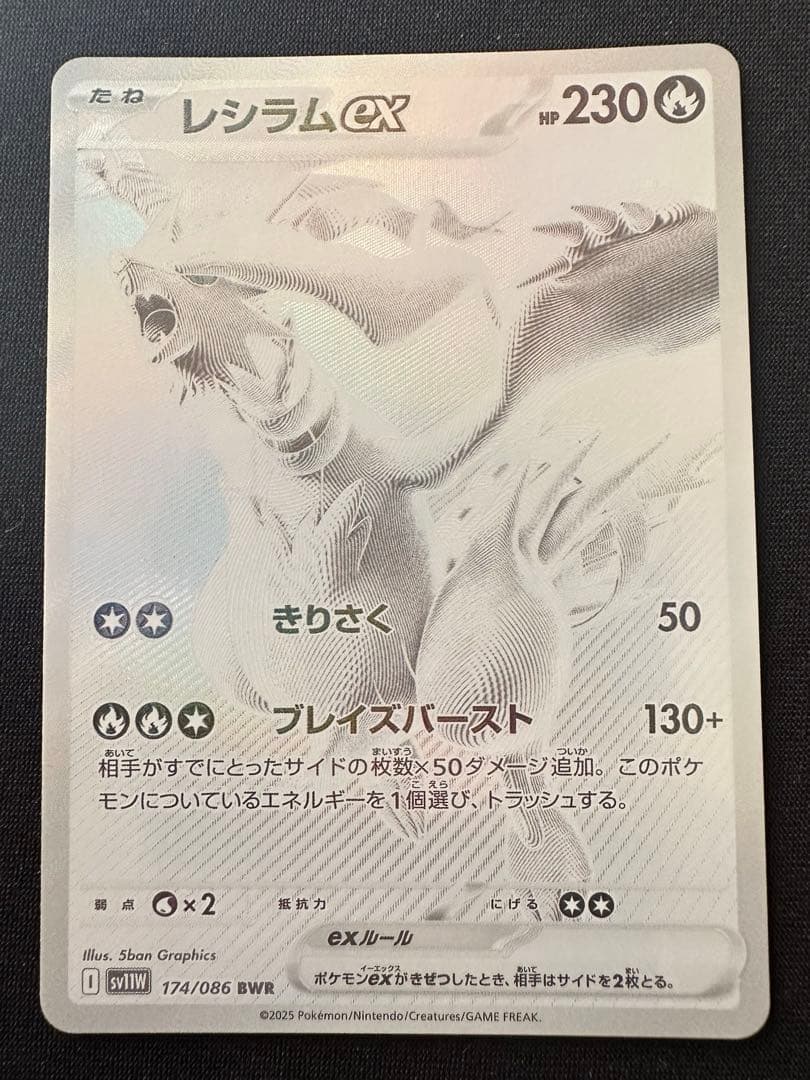 たね レシラムex HP230
きりさく 50
ブレイズバースト 130+
あいて まいすう ついか
相手がすでにとったサイドの枚数×50ダメージ追加。このポケ
こ えら
モンについているエネルギーを1個選び、トラッシュする。
弱点 ×2 抵抗力 にげる
Illus. 5ban Graphics
exルール
イーエックス あいて まい
ポケモンexがきぜつしたとき、相手はサイドを2枚とる。
I sv11W 174/086 BWR
©2025 Pokémon/Nintendo/Creatures/GAME FREAK.